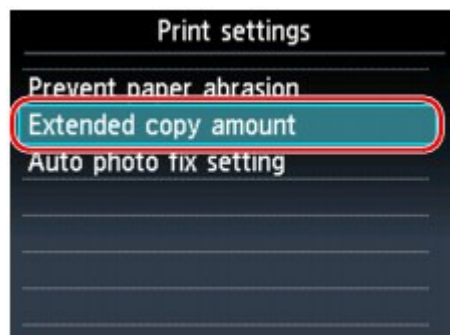 Print settings
Prevent paper abrasion
Extended copy amount
Auto photo fix setting